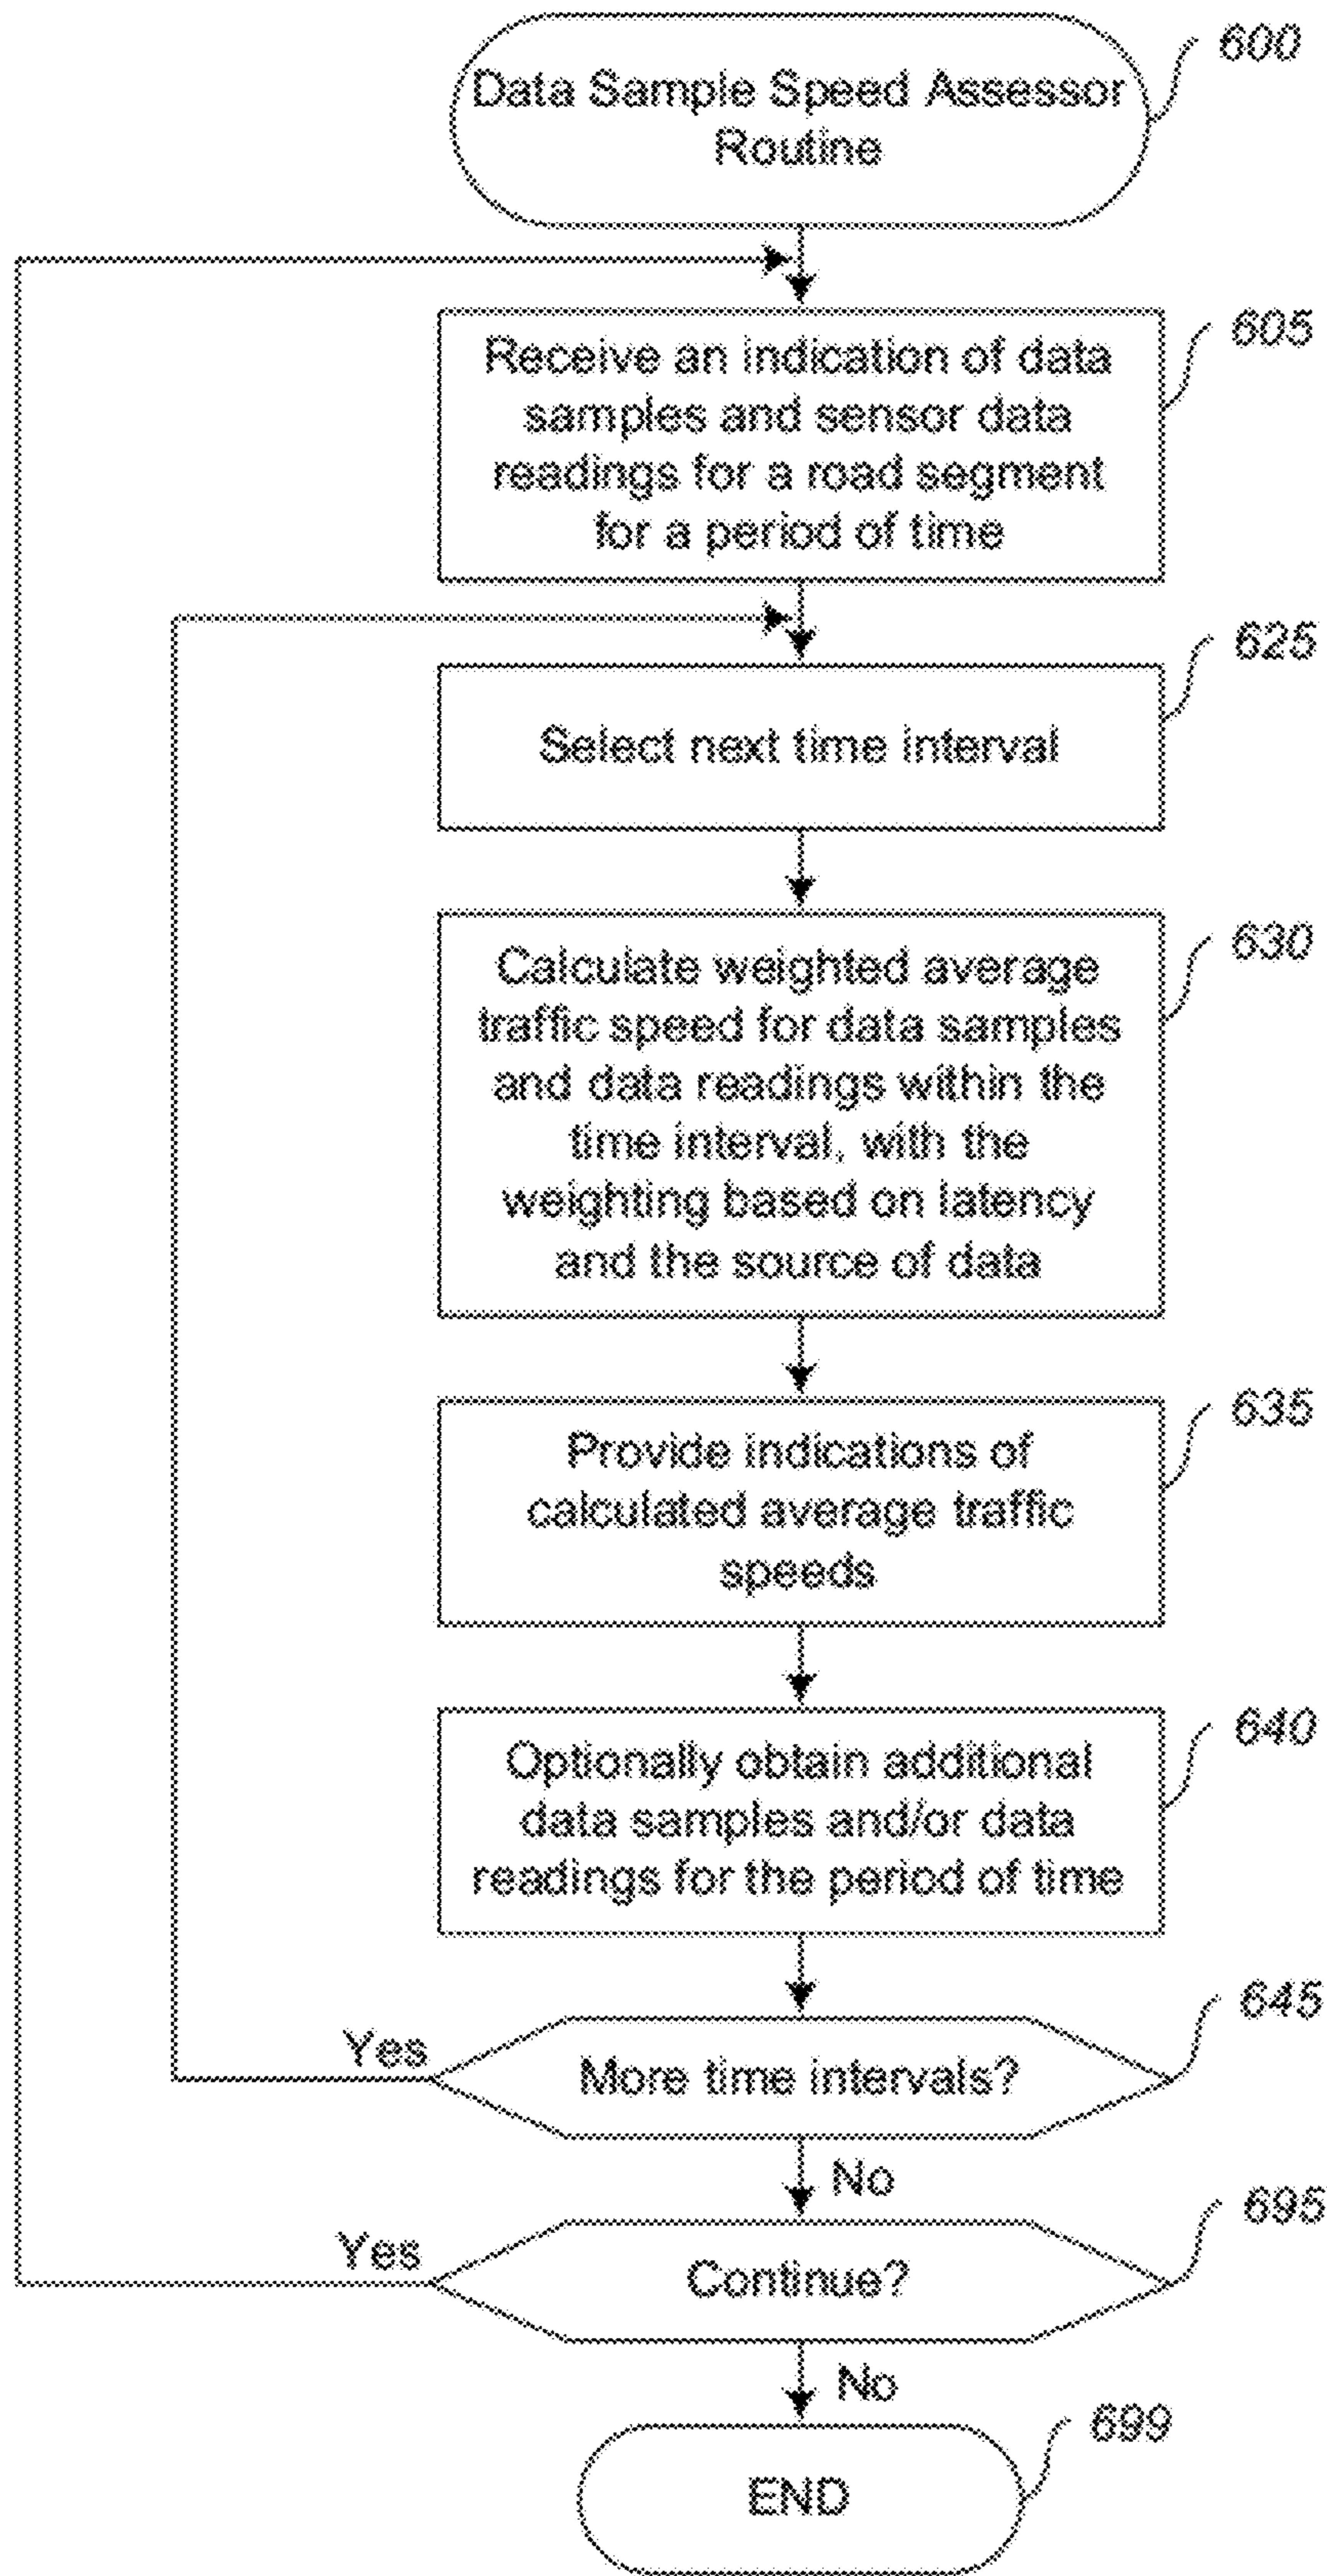 600
Data Sample Speed Assessor
Routine
605
Receive an indication of data
samples and sensor data
readings for a road segment
for a period of time
625
Select next time interval
630
Calculate weighted average
traffic speed for data samples
and data readings within the
time interval, with the
weighting based on latency
and the source of data
635
Provide indications of
calculated average traffic
speeds
640
Optionally obtain additional
data samples and/or data
readings for the period of time
645
Yes
More time intervals?
No
695
Yes
Continue?
No
699
END